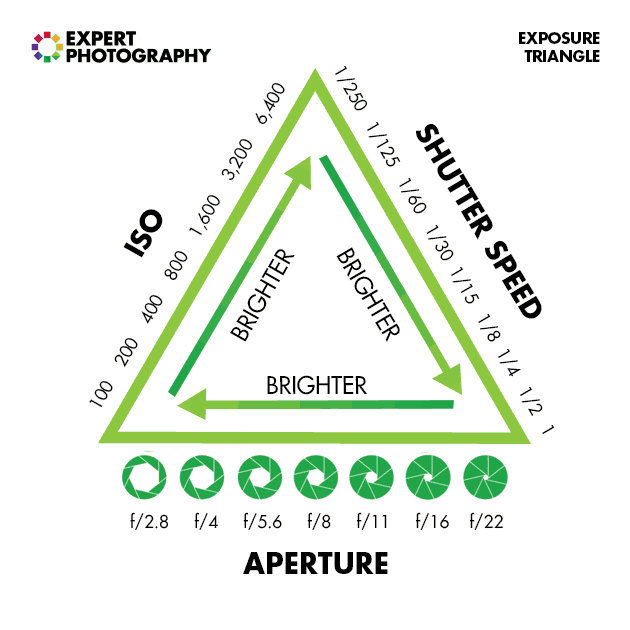 EXPERT
PHOTOGRAPHY
EXPOSURE
TRIANGLE
ISO
100
200
400
800
1,600
3,200
6,400
SHUTTER SPEED
1/250
1/125
1/60
1/30
1/15
1/8
1/4
1/2
1
BRIGHTER
BRIGHTER
BRIGHTER
f/2.8 f/4 f/5.6 f/8 f/11 f/16 f/22
APERTURE